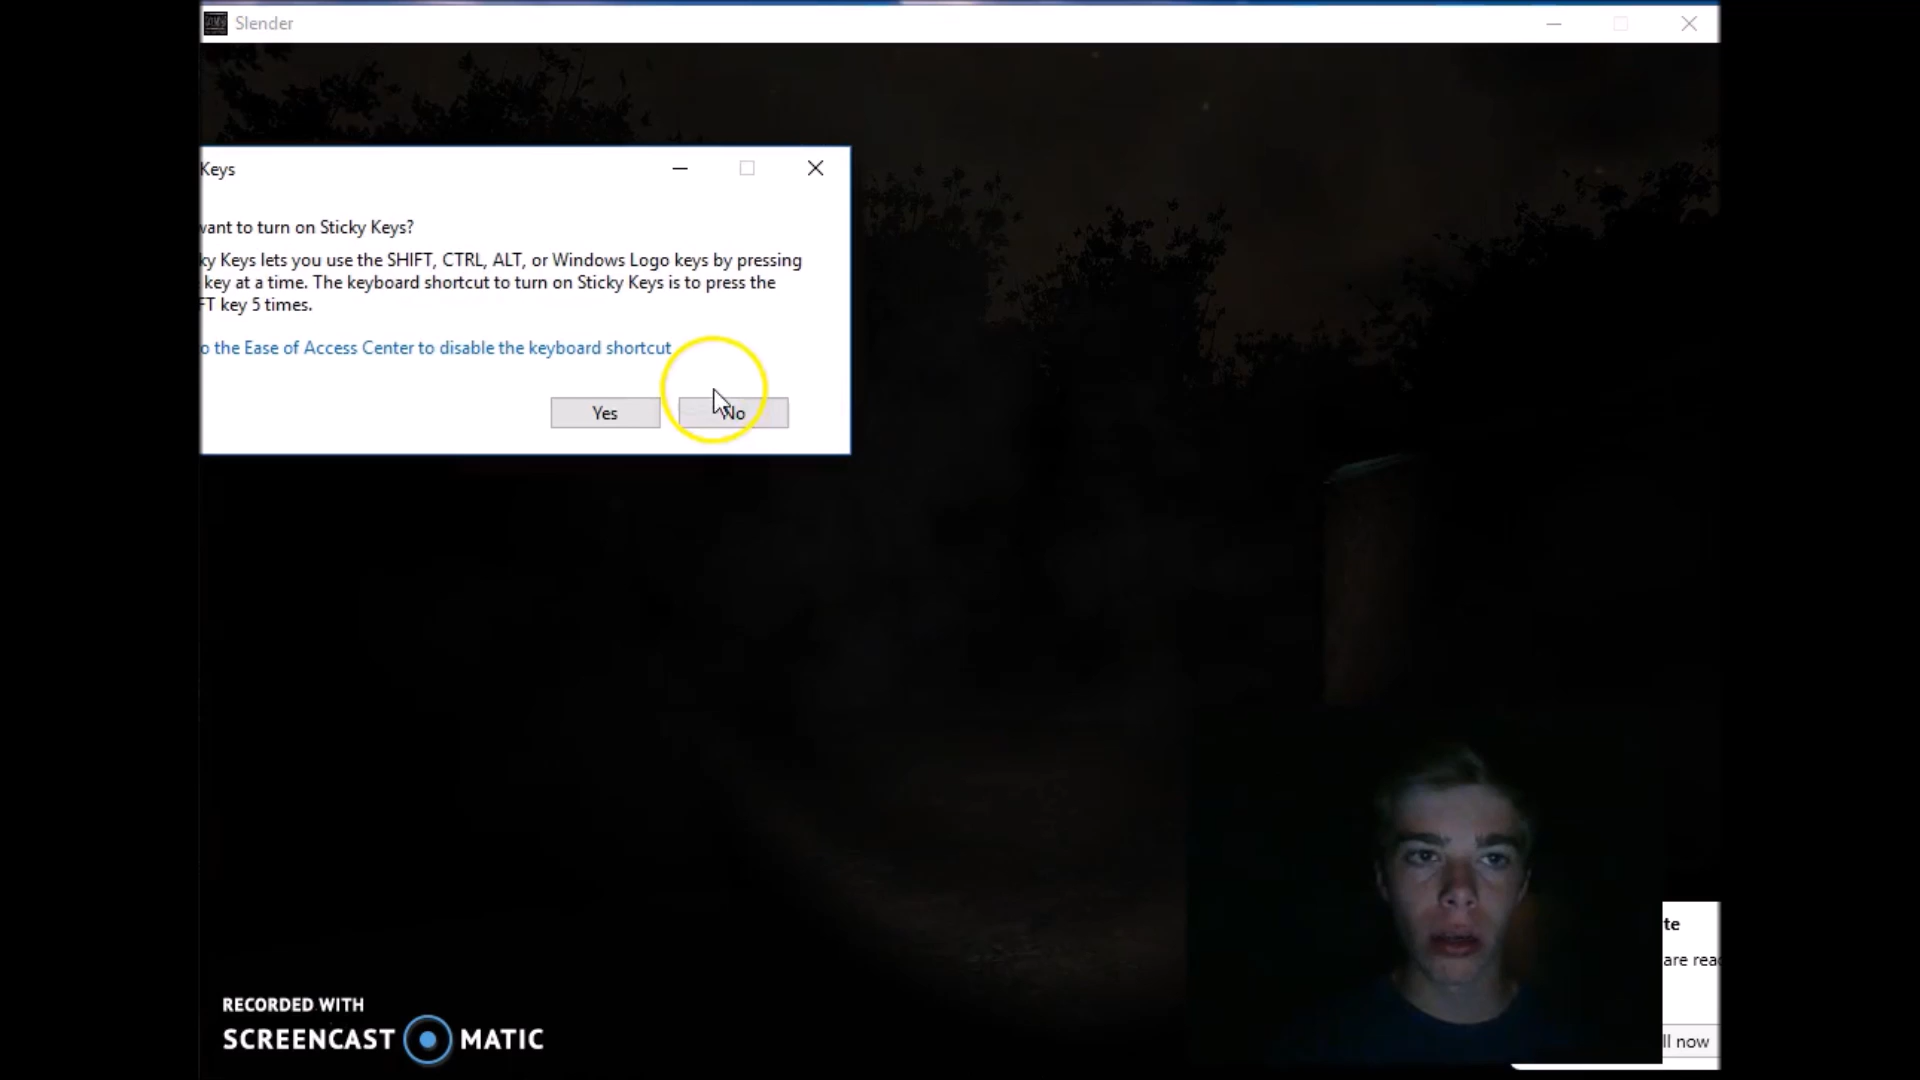 Slender
Keys
want to turn on Sticky Keys?
ky Keys lets you use the SHIFT, CTRL, ALT, or Windows Logo keys by pressing
key at a time. The keyboard shortcut to turn on Sticky Keys is to press the
FT key 5 times.
o the Ease of Access Center to disable the keyboard shortcut
Yes
No
te
are rea
ll now
RECORDED WITH
SCREENCAST MATIC